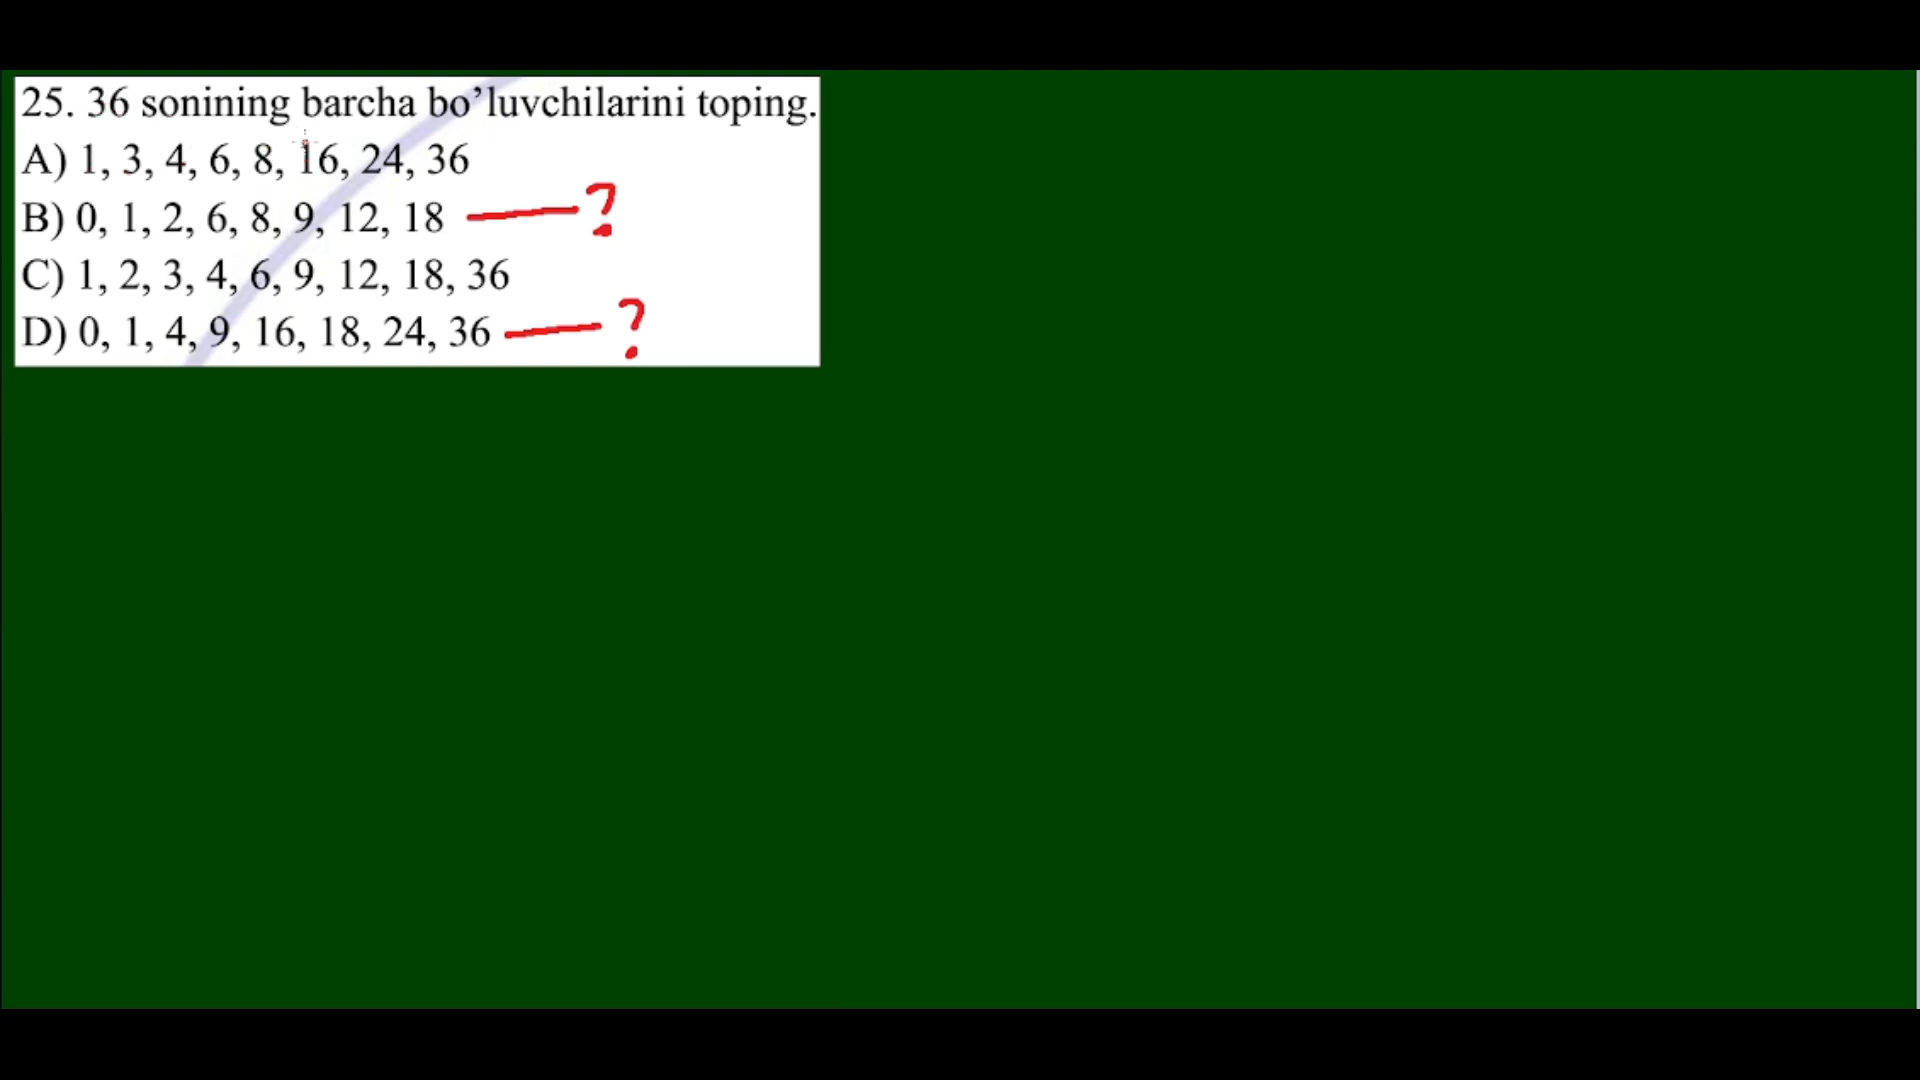 25. 36 sonining barcha bo’luvchilarini toping.
A) 1, 3, 4, 6, 8, 16, 24, 36
B) 0, 1, 2, 6, 8, 9, 12, 18 — ?
C) 1, 2, 3, 4, 6, 9, 12, 18, 36
D) 0, 1, 4, 9, 16, 18, 24, 36 — ?